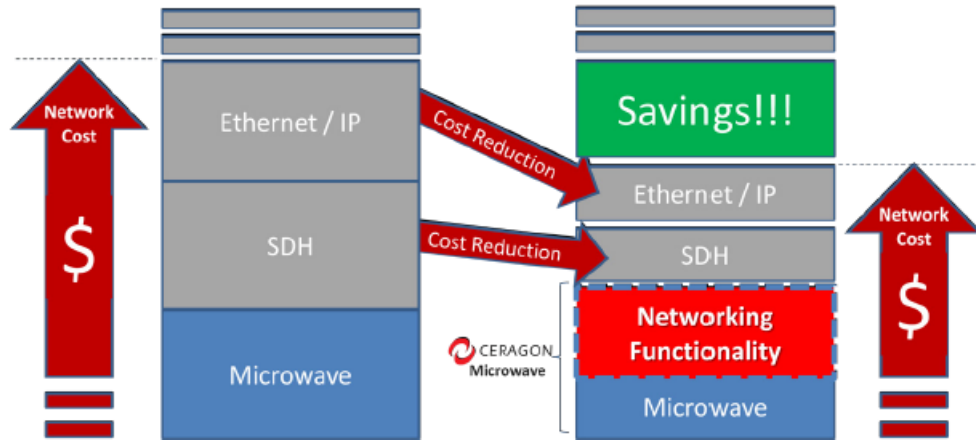 Network
Cost
$
Ethernet / IP
SDH
Microwave
Cost Reduction
Cost Reduction
Savings!!!
Ethernet / IP
SDH
Networking
Functionality
Microwave
CERAGON
Microwave
Network
Cost
$